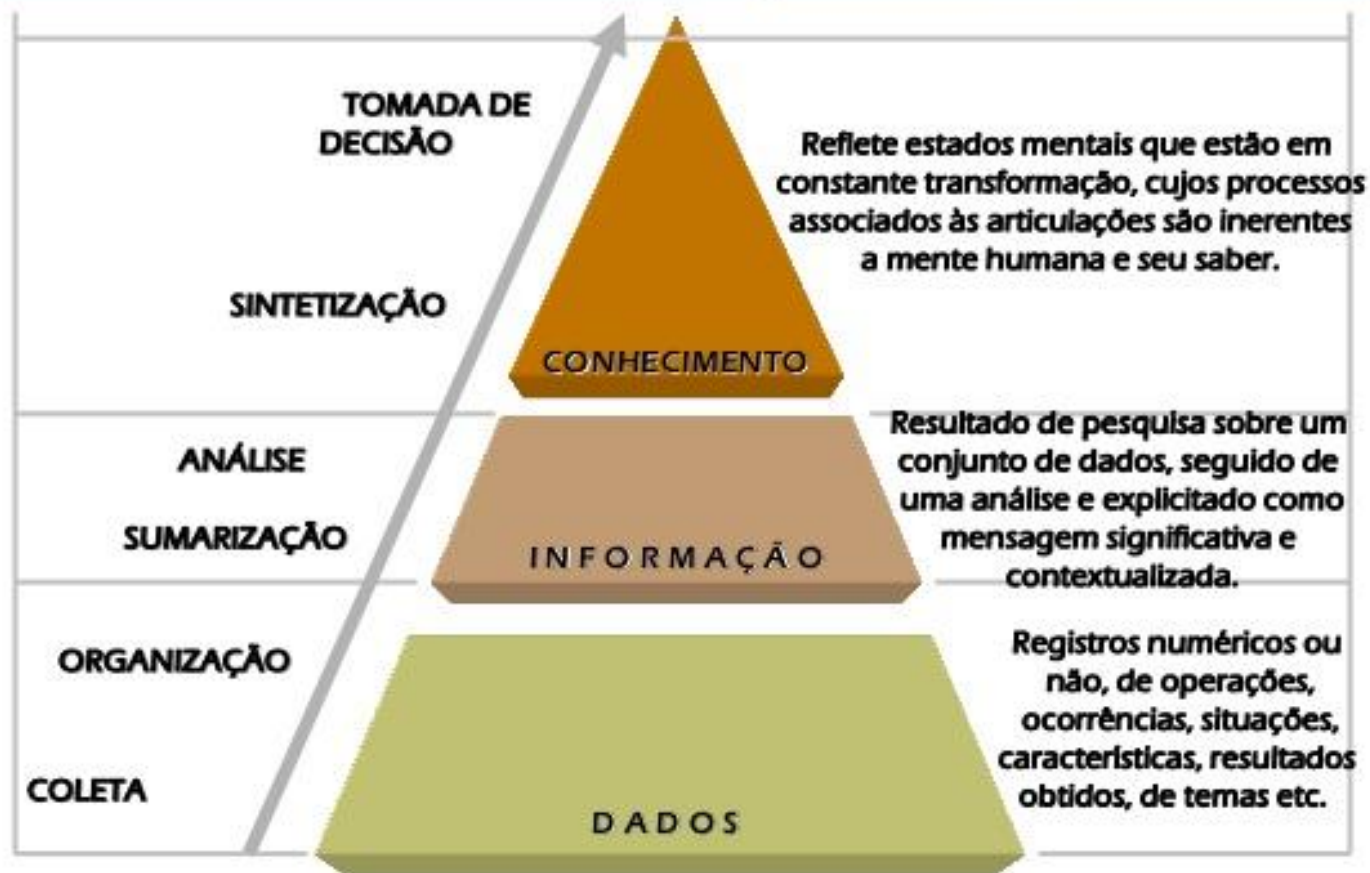 TOMADA DE
DECISÃO
Reflete estados mentais que estão em
constante transformação, cujos processos
associados às articulações são inerentes
a mente humana e seu saber.
SINTETIZAÇÃO
CONHECIMENTO
ANÁLISE
SUMARIZAÇÃO
INFORMAÇÃO
Resultado de pesquisa sobre um
conjunto de dados, seguido de
uma análise e explicitado como
mensagem significativa e
contextualizada.
ORGANIZAÇÃO
COLETA
DADOS
Registros numéricos ou
não, de operações,
ocorrências, situações,
características, resultados
obtidos, de temas etc.